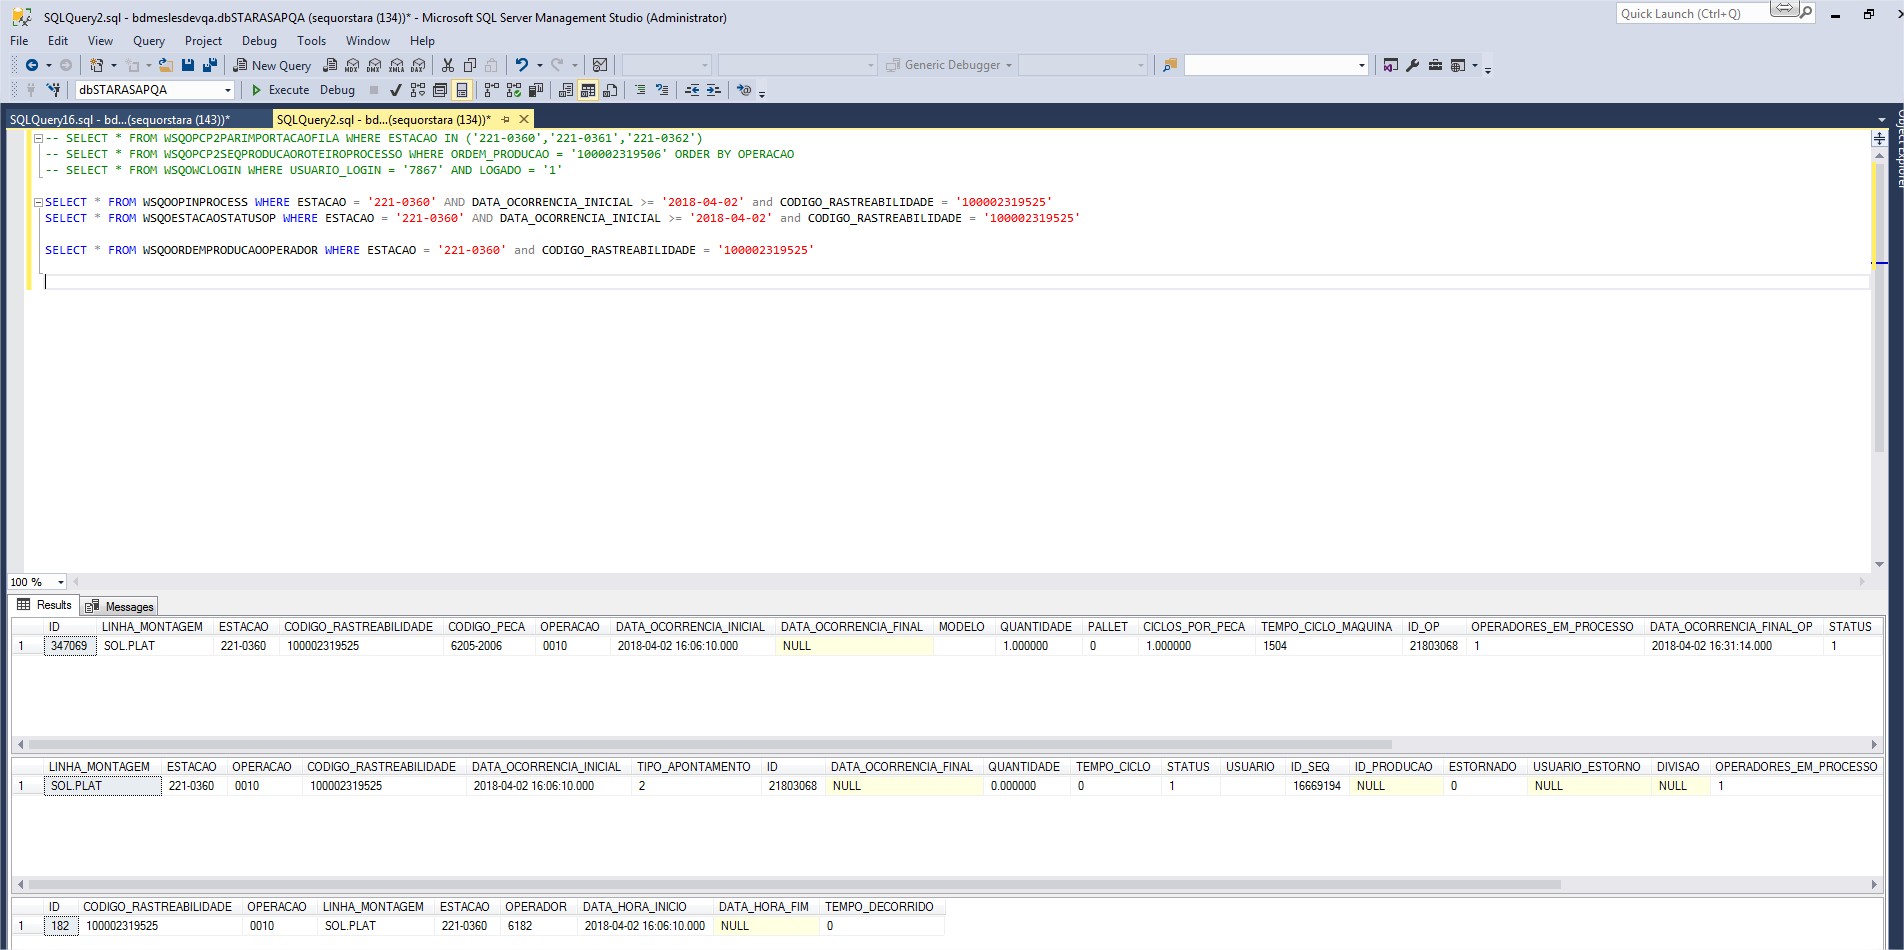 SQLQuery2.sql - bdmeslesdevqa.dbSTARASAPQA (sequorstara (134))* - Microsoft SQL Server Management Studio (Administrator)
Quick Launch (Ctrl+Q)
File Edit View Query Project Debug Tools Window Help
New Query MDX DMX XMLA DAX Generic Debugger
dbSTARASAPQA Execute Debug
SQLQuery16.sql - bd...(sequorstara (143))* SQLQuery2.sql - bd...(sequorstara (134))*
Object Explorer
-- SELECT * FROM WSQOPCP2PARIMPORTACAOFILA WHERE ESTACAO IN ('221-0360','221-0361','221-0362')
-- SELECT * FROM WSQOPCP2SEQPRODUCAOROTEIROPROCESSO WHERE ORDEM_PRODUCAO = '100002319506' ORDER BY OPERACAO
-- SELECT * FROM WSQOWCLOGIN WHERE USUARIO_LOGIN = '7867' AND LOGADO = '1'
SELECT * FROM WSQOOPINPROCESS WHERE ESTACAO = '221-0360' AND DATA_OCORRENCIA_INICIAL >= '2018-04-02' and CODIGO_RASTREABILIDADE = '100002319525'
SELECT * FROM WSQOESTACAOSTATUSOP WHERE ESTACAO = '221-0360' AND DATA_OCORRENCIA_INICIAL >= '2018-04-02' and CODIGO_RASTREABILIDADE = '100002319525'
SELECT * FROM WSQOORDEMPRODUCAOOPERADOR WHERE ESTACAO = '221-0360' and CODIGO_RASTREABILIDADE = '100002319525'
100 %
Results Messages
ID LINHA_MONTAGEM ESTACAO CODIGO_RASTREABILIDADE CODIGO_PECA OPERACAO DATA_OCORRENCIA_INICIAL DATA_OCORRENCIA_FINAL MODELO QUANTIDADE PALLET CICLOS_POR_PECA TEMPO_CICLO_MAQUINA ID_OP OPERADORES_EM_PROCESSO DATA_OCORRENCIA_FINAL_OP STATUS
1 347069 SOL.PLAT 221-0360 100002319525 6205-2006 0010 2018-04-02 16:06:10.000 NULL 1.000000 0 1.000000 1504 21803068 1 2018-04-02 16:31:14.000 1
LINHA_MONTAGEM ESTACAO OPERACAO CODIGO_RASTREABILIDADE DATA_OCORRENCIA_INICIAL TIPO_APONTAMENTO ID DATA_OCORRENCIA_FINAL QUANTIDADE TEMPO_CICLO STATUS USUARIO ID_SEQ ID_PRODUCAO ESTORNADO USUARIO_ESTORNO DIVISAO OPERADORES_EM_PROCESSO
1 SOL.PLAT 221-0360 0010 100002319525 2018-04-02 16:06:10.000 2 21803068 NULL 0.000000 0 1 16669194 NULL 0 NULL NULL 1
ID CODIGO_RASTREABILIDADE OPERACAO LINHA_MONTAGEM ESTACAO OPERADOR DATA_HORA_INICIO DATA_HORA_FIM TEMPO_DECORRIDO
1 182 100002319525 0010 SOL.PLAT 221-0360 6182 2018-04-02 16:06:10.000 NULL 0